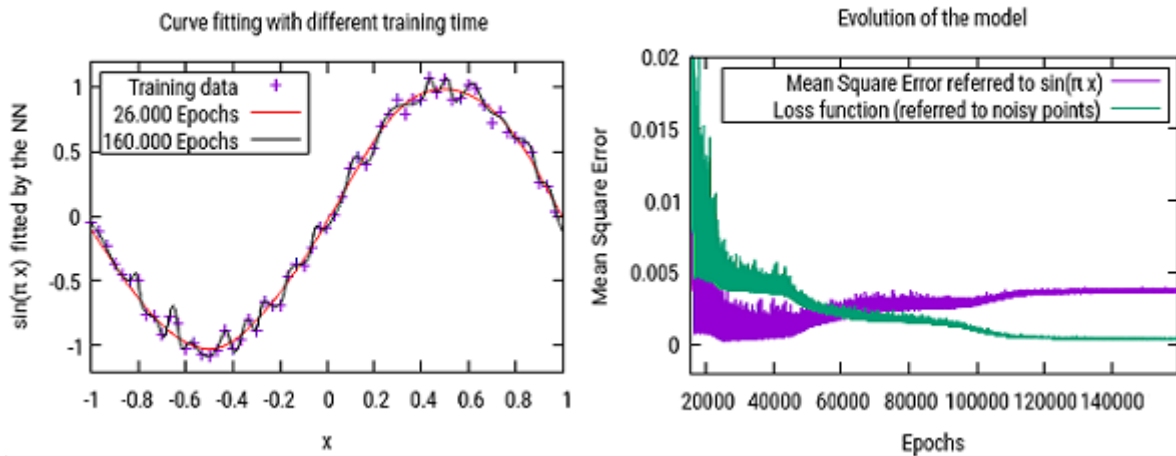 Curve fitting with different training time
sin(π x) fitted by the NN
1
0.5
0
-0.5
-1
Training data
26.000 Epochs
160.000 Epochs
-1 -0.8 -0.6 -0.4 -0.2 0 0.2 0.4 0.6 0.8 1
x
Evolution of the model
Mean Square Error
0.02
0.015
0.01
0.005
0
Mean Square Error referred to sin(π x)
Loss function (referred to noisy points)
20000 40000 60000 80000 100000 120000 140000
Epochs